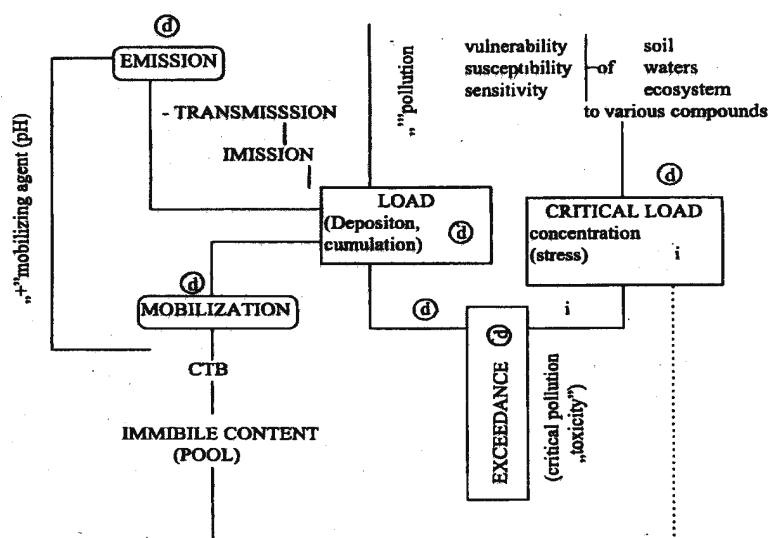 ⓓ
EMISSION
- TRANSMISSSION
IMISSION
„+”mobilizing agent (pH)
„”’pollution
vulnerability
susceptibility
sensitivity
of
soil
waters
ecosystem
to various compounds
LOAD
(Depositon,
cumulation)
ⓓ
ⓓ
CRITICAL LOAD
concentration
(stress)
i
ⓓ
MOBILIZATION
CTB
IMMIBILE CONTENT
(POOL)
ⓓ
i
EXCEEDANCE
ⓓ
(critical pollution
„toxicity”)